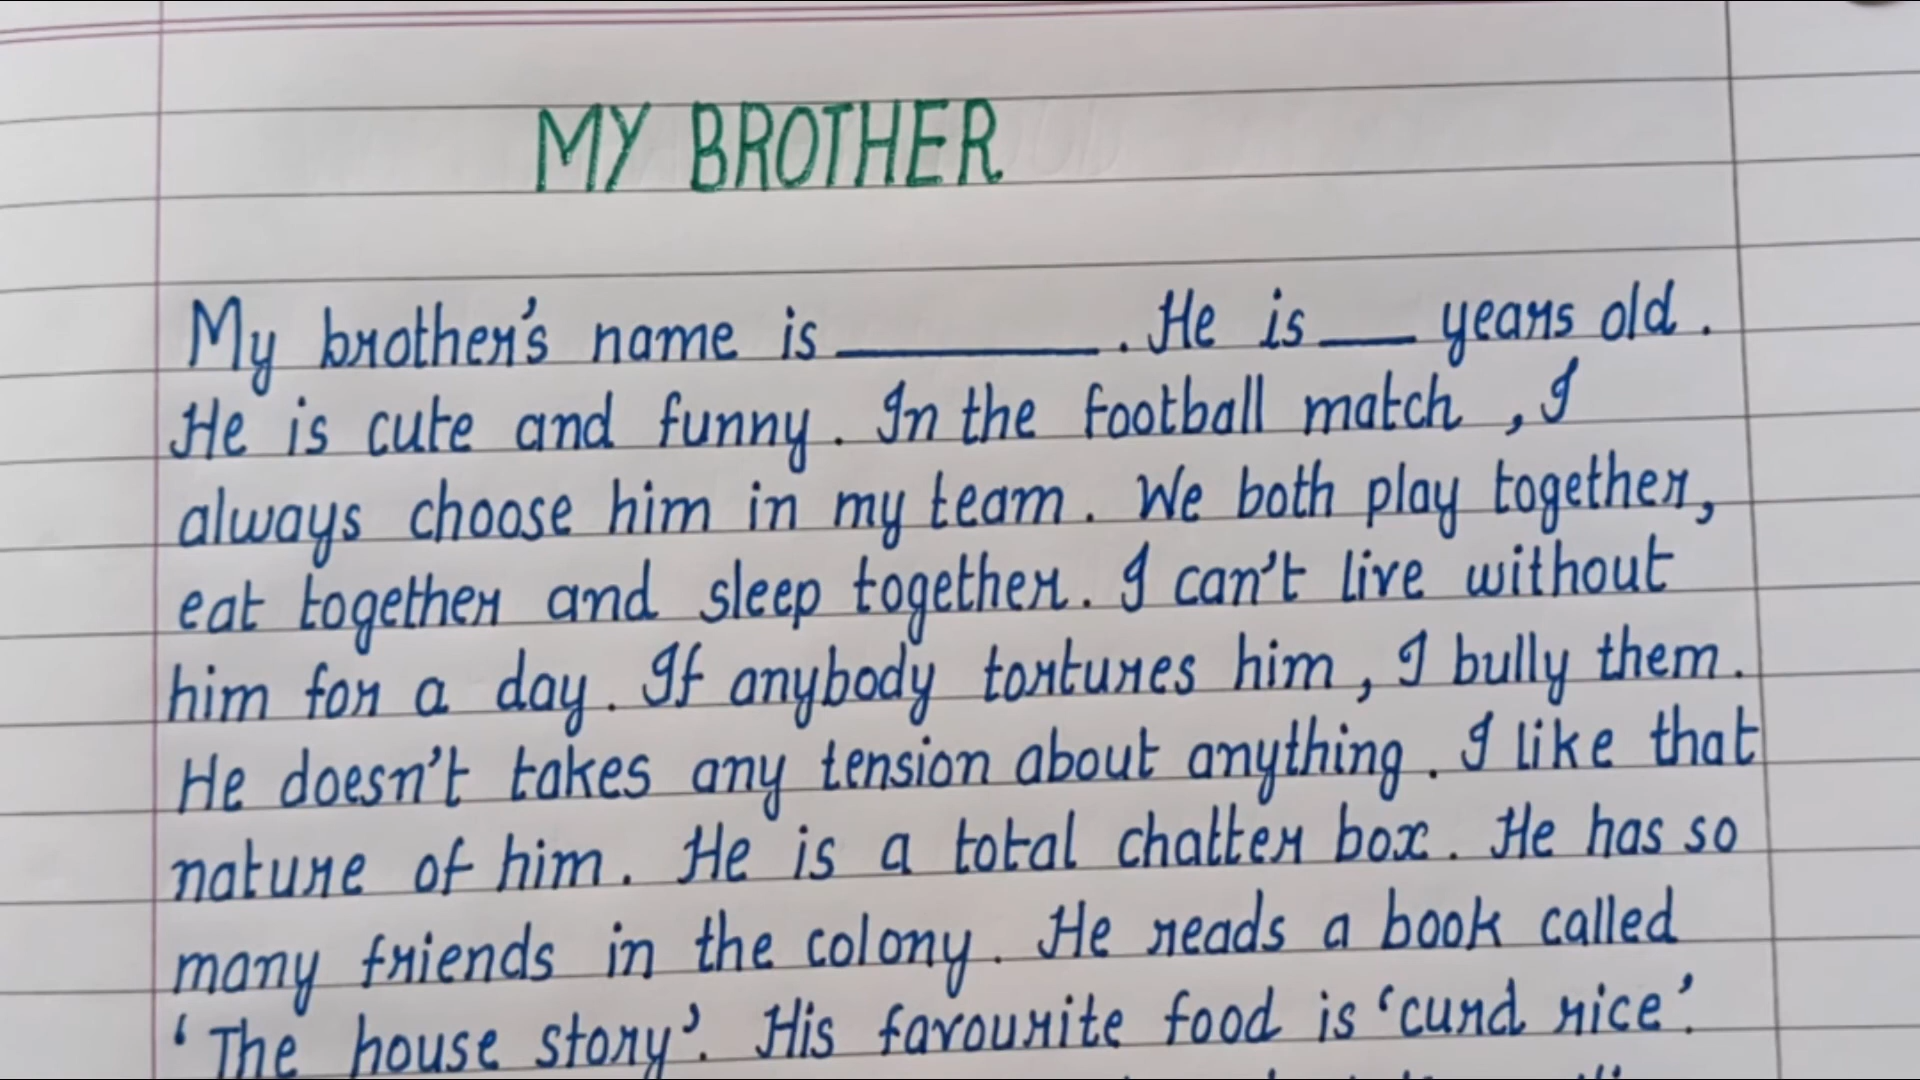 MY BROTHER
My brother's name is ________. He is ___ years old.
He is cute and funny. In the football match, I
always choose him in my team. We both play together,
eat together and sleep together. I can't live without
him for a day. If anybody tortures him, I bully them.
He doesn't takes any tension about anything. I like that
nature of him. He is a total chatter box. He has so
many friends in the colony. He reads a book called
'The house story'. His favourite food is 'curd rice'.